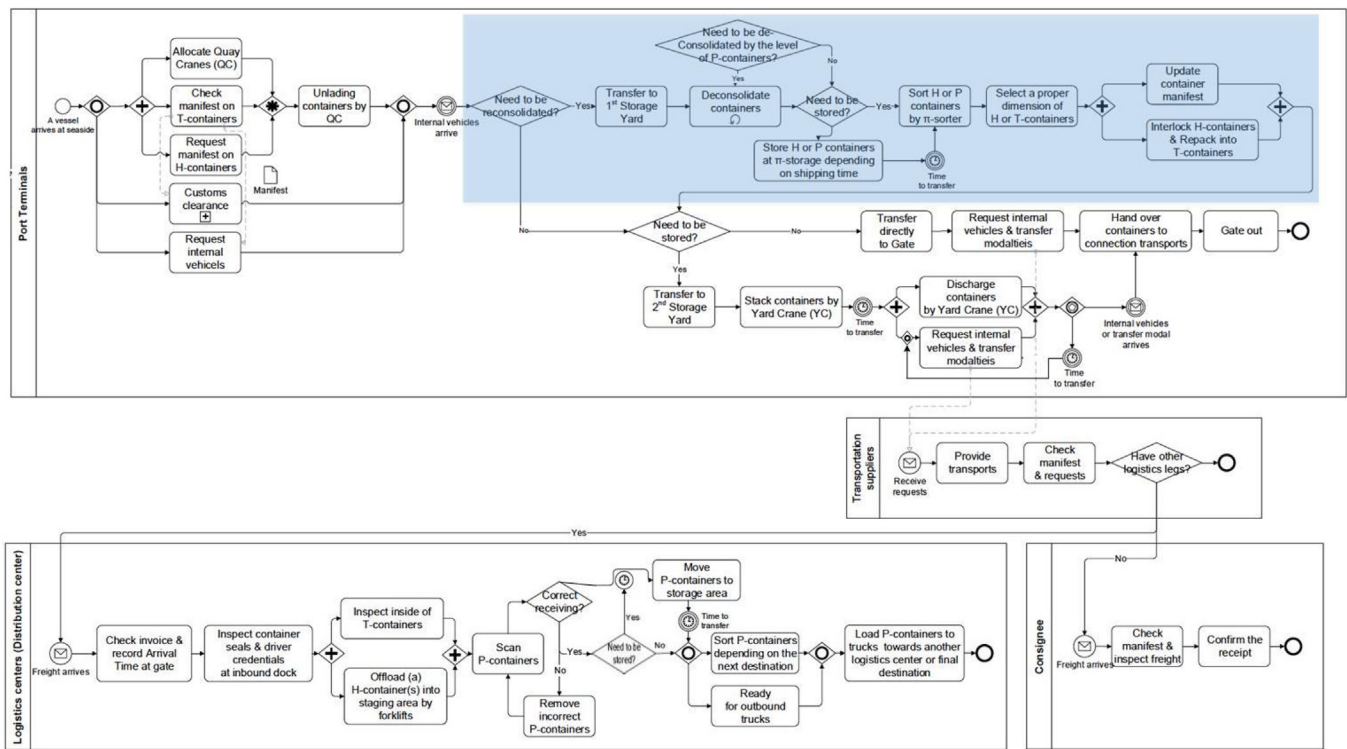 Port Terminals
A vessel
arrives at seaside
Allocate Quay
Cranes (QC)
Check
manifest on
T-containers
Request
manifest on
H-containers
Manifest
Customs
clearance
Request
internal
vehicels
Unlading
containers by
QC
Internal vehicles
arrive
Need to be
reconsolidated?
Yes
No
Transfer to
1st Storage
Yard
Need to be de-
Consolidated by the level
of P-containers?
Yes
No
Deconsolidate
containers
Need to be
stored?
Yes
Store H or P containers
at π-storage depending
on shipping time
Time
to transfer
Sort H or P
containers
by π-sorter
Select a proper
dimension of
H or T-containers
Update
container
manifest
Interlock H-containers
& Repack into
T-containers
Need to be
stored?
No
Yes
Transfer
directly
to Gate
Request internal
vehicles & transfer
modaltieis
Hand over
containers to
connection transports
Gate out
Transfer to
2nd Storage
Yard
Stack containers by
Yard Crane (YC)
Time
to transfer
Discharge
containers
by Yard Crane (YC)
Request internal
vehicles & transfer
modaltieis
Time
to transfer
Internal vehicles
or transfer modal
arrives
Transportation
suppliers
Receive
requests
Provide
transports
Check
manifest
& requests
Have other
logistics legs?
Yes
No
Logistics centers (Distribution center)
Freight arrives
Check invoice &
record Arrival
Time at gate
Inspect container
seals & driver
credentials
at inbound dock
Inspect inside of
T-containers
Offload (a)
H-container(s) into
staging area by
forklifts
Scan
P-containers
Correct
receiving?
No
Yes
Remove
incorrect
P-containers
Need to be
stored?
Yes
No
Move
P-containers to
storage area
Time to
transfer
Sort P-containers
depending on the
next destination
Ready
for outbound
trucks
Load P-containers to
trucks towards another
logistics center or final
destination
Consignee
Freight arrives
Check
manifest &
inspect freight
Confirm the
receipt